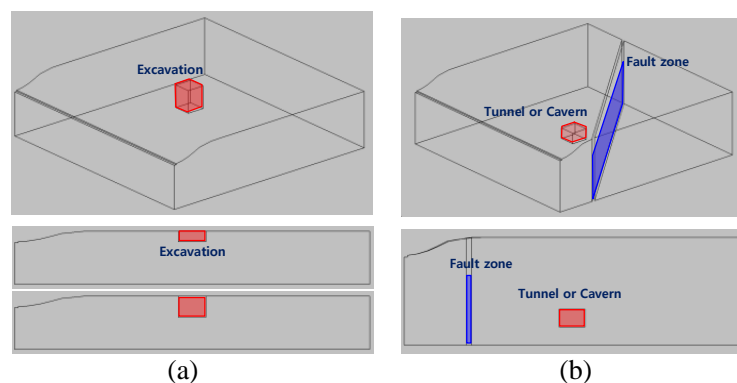 Excavation
Excavation
(a)
Fault zone
Tunnel or Cavern
Fault zone
Tunnel or Cavern
(b)